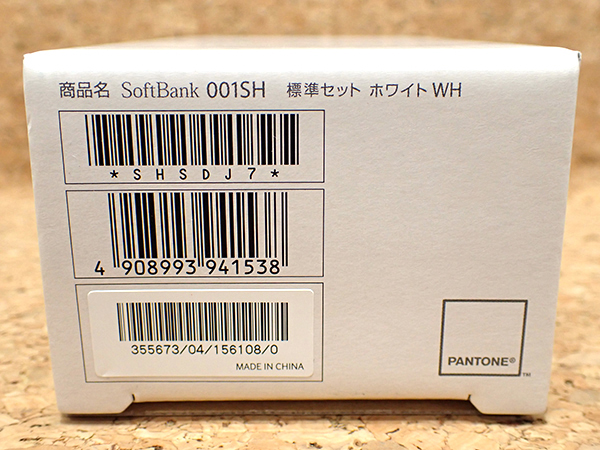 商品名 SoftBank 001SH 標準セット ホワイト WH
*SHSDJ7*
4 908993 941538
355673/04/156108/0
MADE IN CHINA
PANTONE®
™